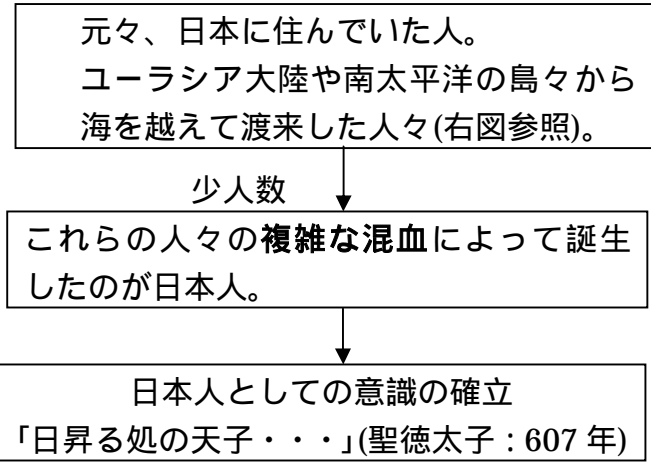 元々、日本に住んでいた人。
ユーラシア大陸や南太平洋の島々から
海を越えて渡来した人々(右図参照)。
少人数
これらの人々の複雑な混血によって誕生
したのが日本人。
日本人としての意識の確立
「日昇る処の天子・・・」(聖徳太子:607 年)